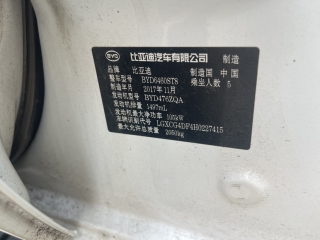 BYD 比亚迪汽车有限公司 制造
品牌 比亚迪 制造国 中国
整车型号 BYD6460ST8 乘坐人数 5
制造年月 2017年11月
发动机型号 BYD476ZQA
发动机排量 1497mL
发动机最大净功率 105kW
车辆识别代号 LGXCG4DF4H0227415
最大允许总质量 2050kg